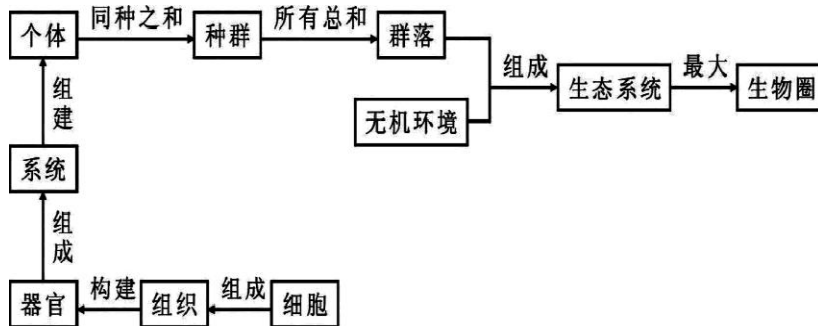 个体 同种之和 种群 所有总和 群落
组成 生态系统 最大 生物圈
无机环境
组建
系统
组成
器官 构建 组织 组成 细胞